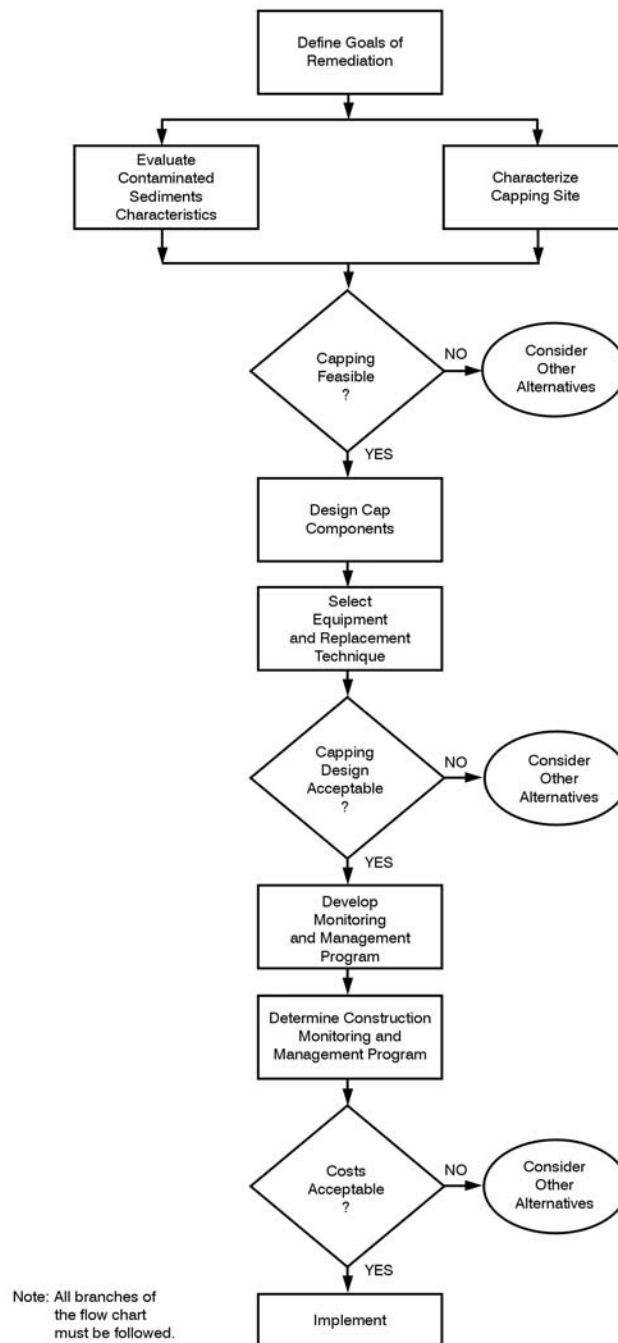 Define Goals of
Remediation
Evaluate
Contaminated
Sediments
Characteristics
Characterize
Capping Site
Capping
Feasible
?
NO
Consider
Other
Alternatives
YES
Design Cap
Components
Select
Equipment
and Replacement
Technique
Capping
Design
Acceptable
?
NO
Consider
Other
Alternatives
YES
Develop
Monitoring
and Management
Program
Determine Construction
Monitoring and
Management Program
Costs
Acceptable
?
NO
Consider
Other
Alternatives
YES
Implement
Note: All branches of
the flow chart
must be followed.